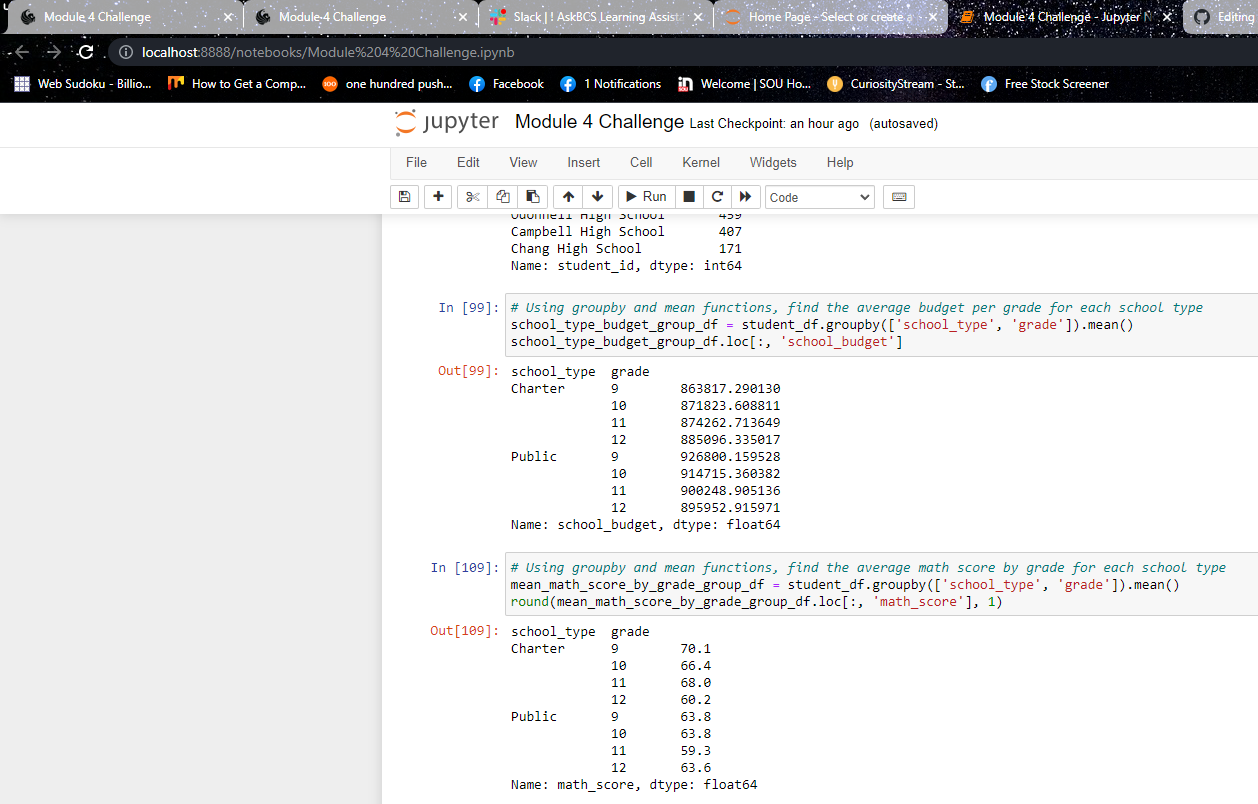 Module 4 Challenge
Module 4 Challenge
Slack | ! AskBCS Learning Assist
Home Page - Select or create a
Module 4 Challenge - Jupyter N
Editing
localhost:8888/notebooks/Module%204%20Challenge.ipynb
Web Sudoku - Billio...
How to Get a Comp...
100
one hundred push...
Facebook
1 Notifications
Welcome | SOU Ho...
CuriosityStream - St...
Free Stock Screener
jupyter Module 4 Challenge Last Checkpoint: an hour ago (autosaved)
File Edit View Insert Cell Kernel Widgets Help
Run Code
Odonnell High School 459
Campbell High School 407
Chang High School 171
Name: student_id, dtype: int64
In [99]: # Using groupby and mean functions, find the average budget per grade for each school type
school_type_budget_group_df = student_df.groupby(['school_type', 'grade']).mean()
school_type_budget_group_df.loc[:, 'school_budget']
Out[99]: school_type grade
Charter 9 863817.290130
10 871823.608811
11 874262.713649
12 885096.335017
Public 9 926800.159528
10 914715.360382
11 900248.905136
12 895952.915971
Name: school_budget, dtype: float64
In [109]: # Using groupby and mean functions, find the average math score by grade for each school type
mean_math_score_by_grade_group_df = student_df.groupby(['school_type', 'grade']).mean()
round(mean_math_score_by_grade_group_df.loc[:, 'math_score'], 1)
Out[109]: school_type grade
Charter 9 70.1
10 66.4
11 68.0
12 60.2
Public 9 63.8
10 63.8
11 59.3
12 63.6
Name: math_score, dtype: float64